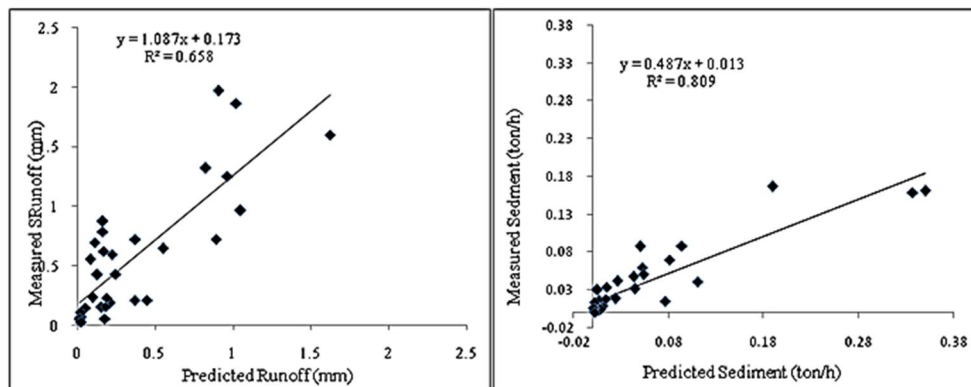 2.5
2
1.5
1
0.5
0
y = 1.087x + 0.173
R² = 0.658
Measured SRunoff (mm)
0 0.5 1 1.5 2 2.5
Predicted Runoff (mm)
0.38
0.33
0.28
0.23
0.18
0.13
0.08
0.03
-0.02
y = 0.487x + 0.013
R² = 0.809
Measured Sedment (ton/h)
-0.02 0.08 0.18 0.28 0.38
Predicted Sediment (ton/h)